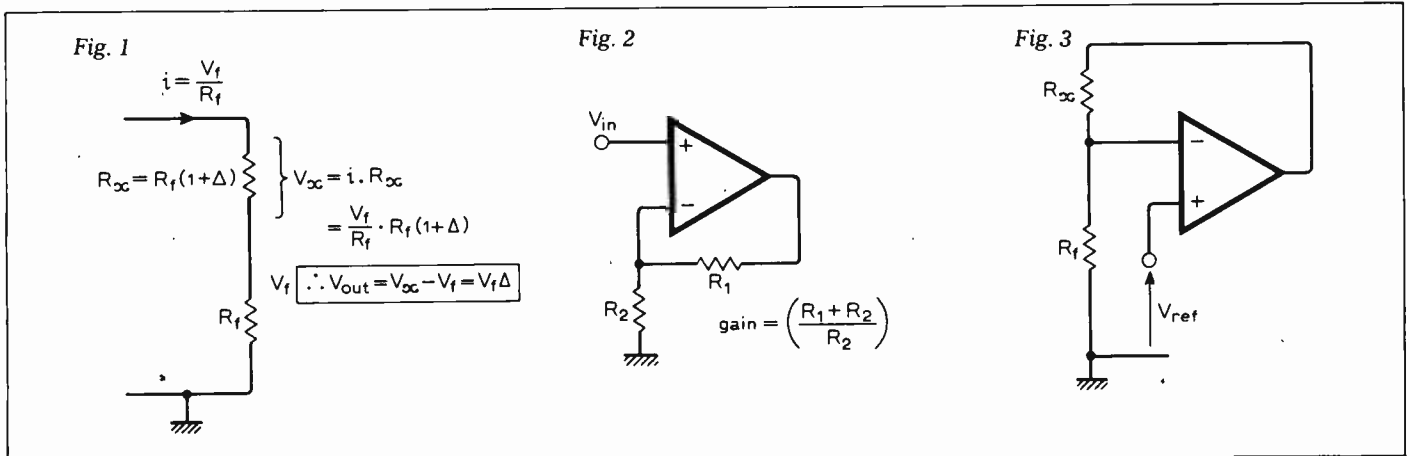 Fig. 1
i = V_f / R_f
R_x = R_f (1+Δ)
V_x = i. R_x
= V_f / R_f · R_f (1+Δ)
V_f ∴ V_out = V_x − V_f = V_f Δ
R_f
Fig. 2
V_in
+
−
R_1
R_2
gain = ( R_1 + R_2 / R_2 )
Fig. 3
R_x
−
+
R_f
V_ref